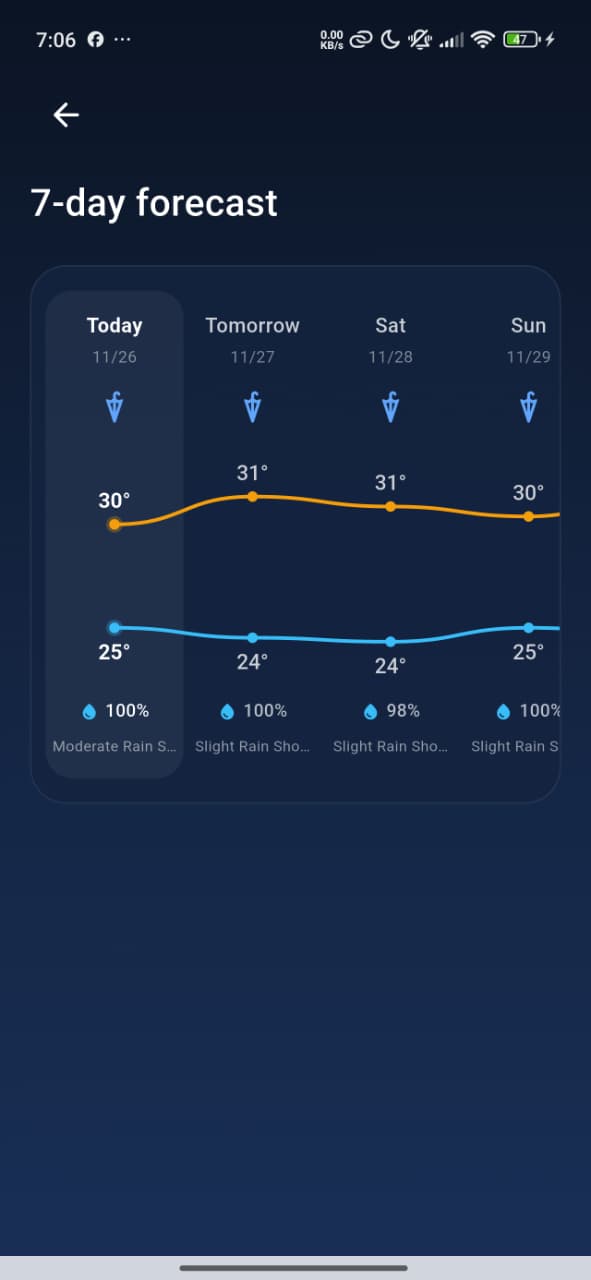 7:06 ... 0.00 KB/s 47
7-day forecast
Today Tomorrow Sat Sun
11/26 11/27 11/28 11/29
30° 31° 31° 30°
25° 24° 24° 25°
100% 100% 98% 100%
Moderate Rain S... Slight Rain Sho... Slight Rain Sho... Slight Rain S